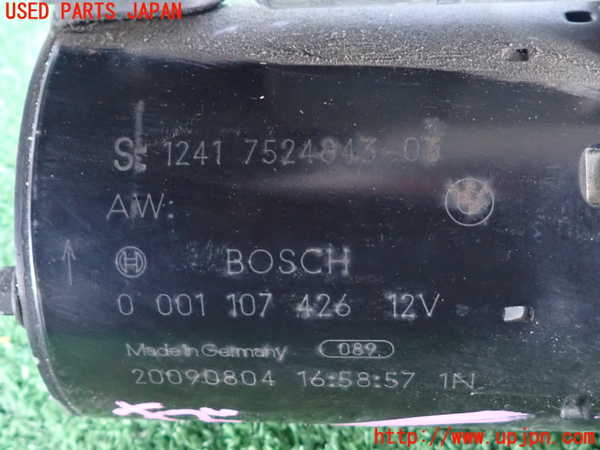 USED PARTS JAPAN
S 1241 7524843-03
AW:
BOSCH
0 001 107 426 12V
Made in Germany 089.
20090804 16:58:57 1N
http://www.upjpn.com/